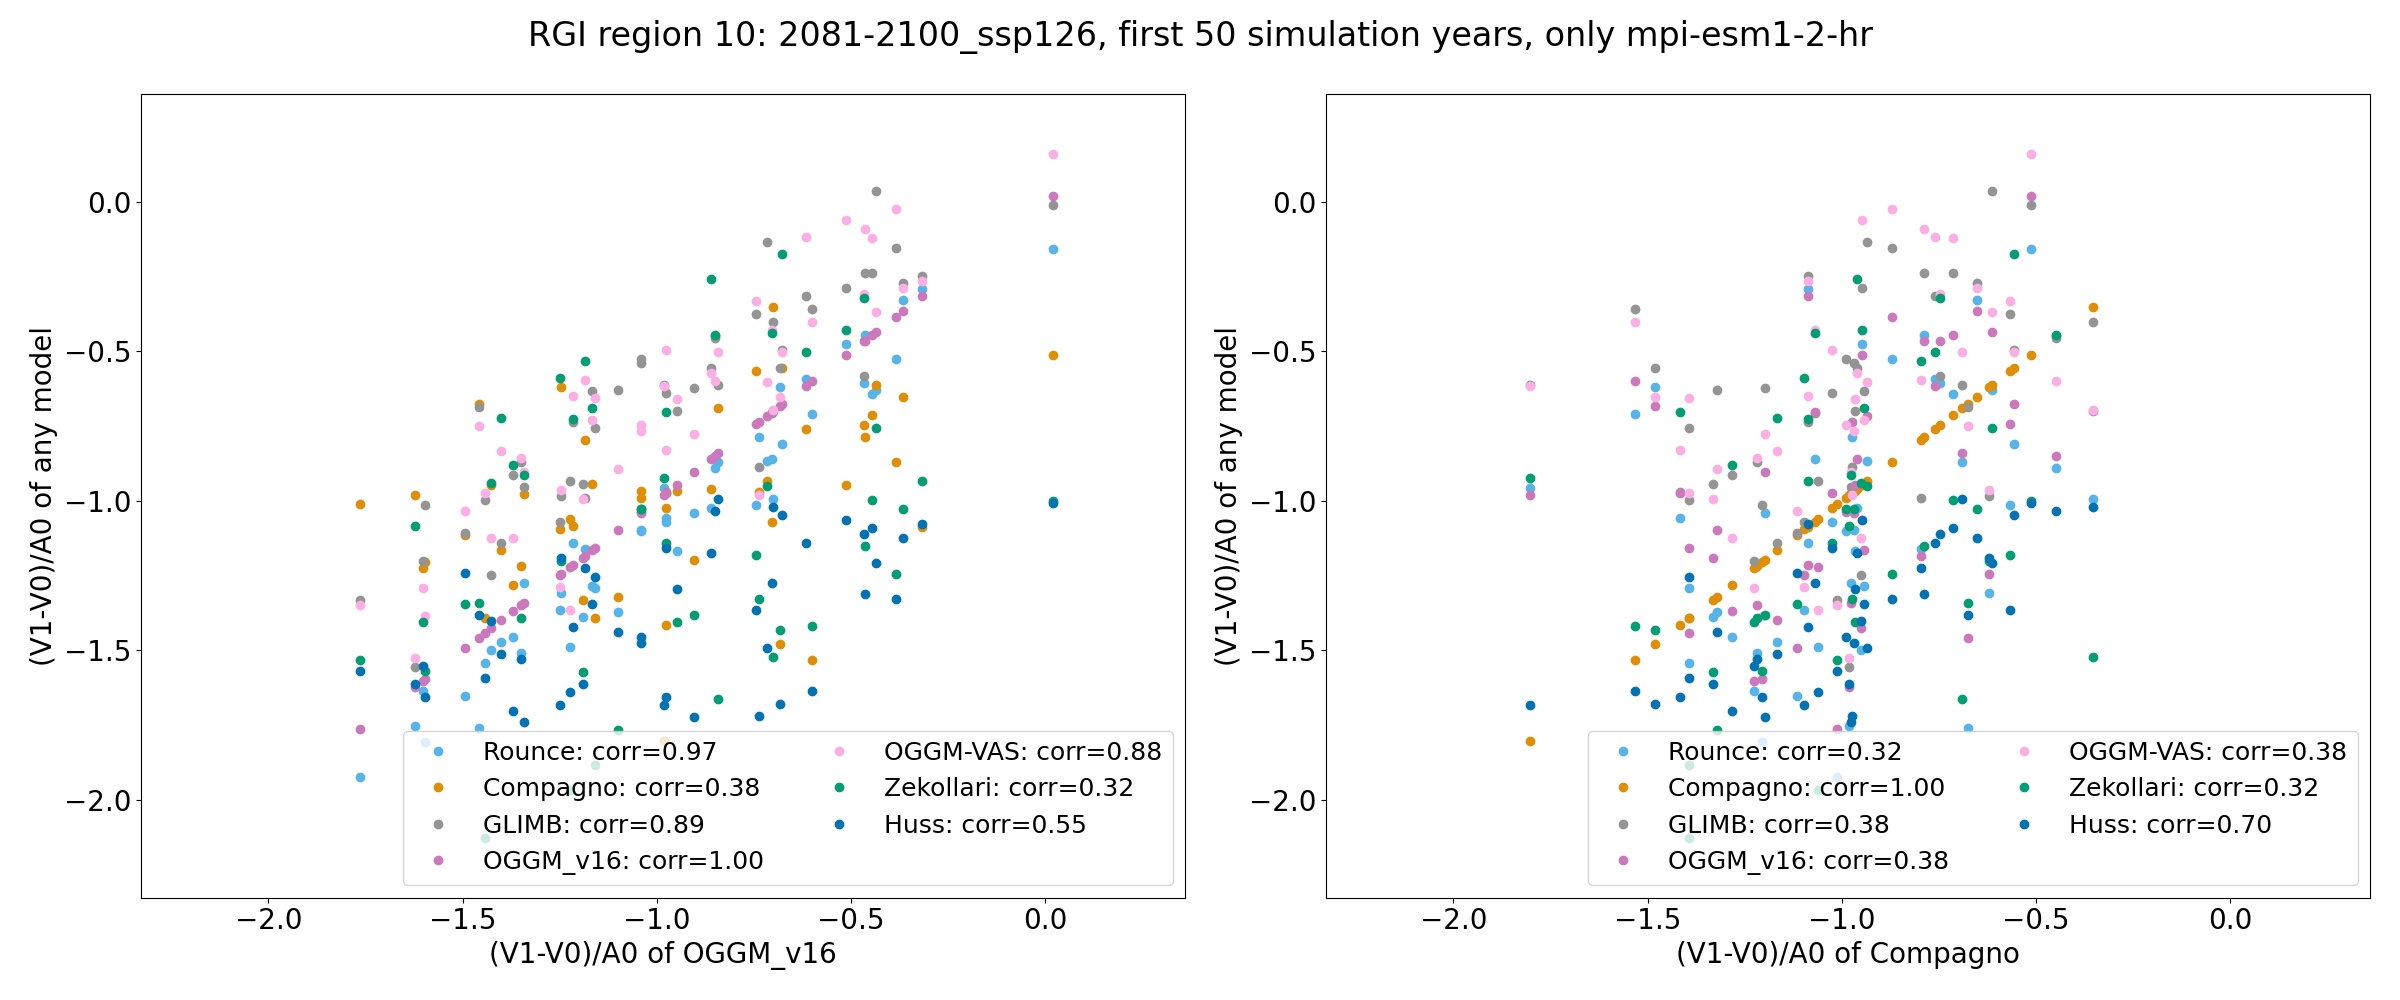 RGI region 10: 2081-2100_ssp126, first 50 simulation years, only mpi-esm1-2-hr
(V1-V0)/A0 of any model
0.0
−0.5
−1.0
−1.5
−2.0
Rounce: corr=0.97
Compagno: corr=0.38
GLIMB: corr=0.89
OGGM_v16: corr=1.00
OGGM-VAS: corr=0.88
Zekollari: corr=0.32
Huss: corr=0.55
−2.0 −1.5 −1.0 −0.5 0.0
(V1-V0)/A0 of OGGM_v16
(V1-V0)/A0 of any model
0.0
−0.5
−1.0
−1.5
−2.0
Rounce: corr=0.32
Compagno: corr=1.00
GLIMB: corr=0.38
OGGM_v16: corr=0.38
OGGM-VAS: corr=0.38
Zekollari: corr=0.32
Huss: corr=0.70
−2.0 −1.5 −1.0 −0.5 0.0
(V1-V0)/A0 of Compagno